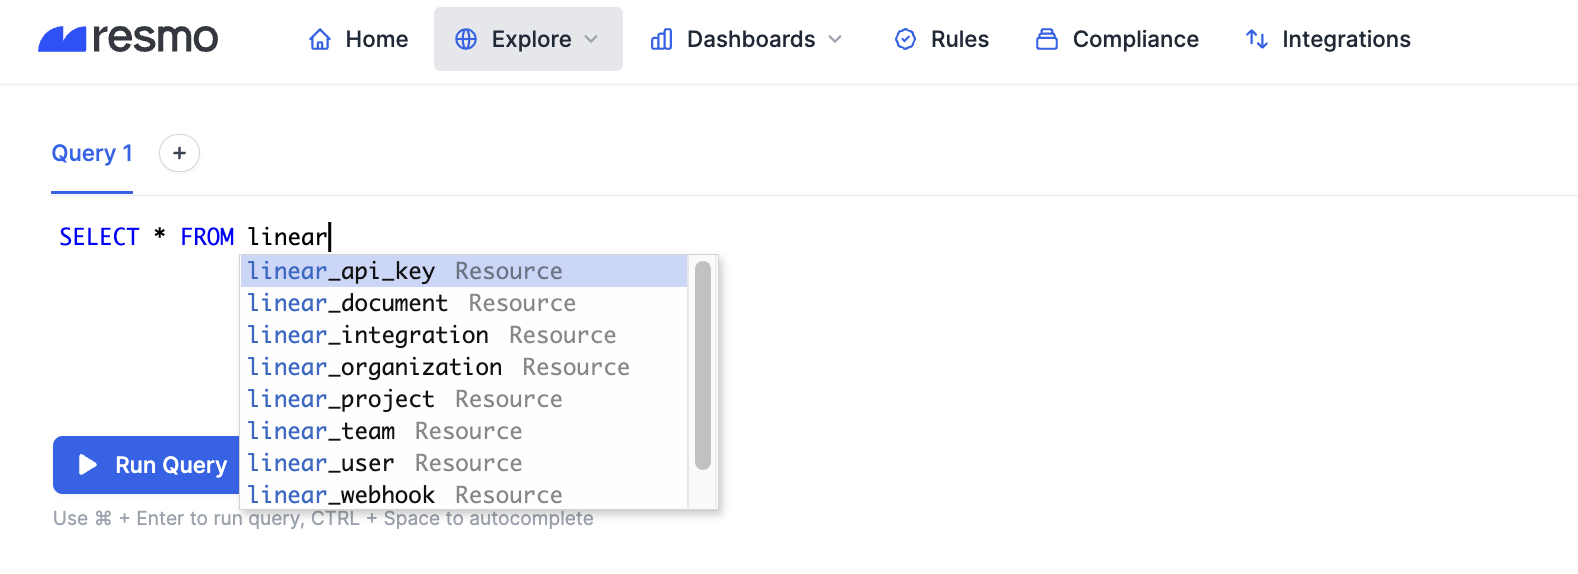 resmo Home Explore Dashboards Rules Compliance Integrations
Query 1 +
SELECT * FROM linear
linear_api_key Resource
linear_document Resource
linear_integration Resource
linear_organization Resource
linear_project Resource
linear_team Resource
Run Query
linear_user Resource
linear_webhook Resource
Use ⌘ + Enter to run query, CTRL + Space to autocomplete